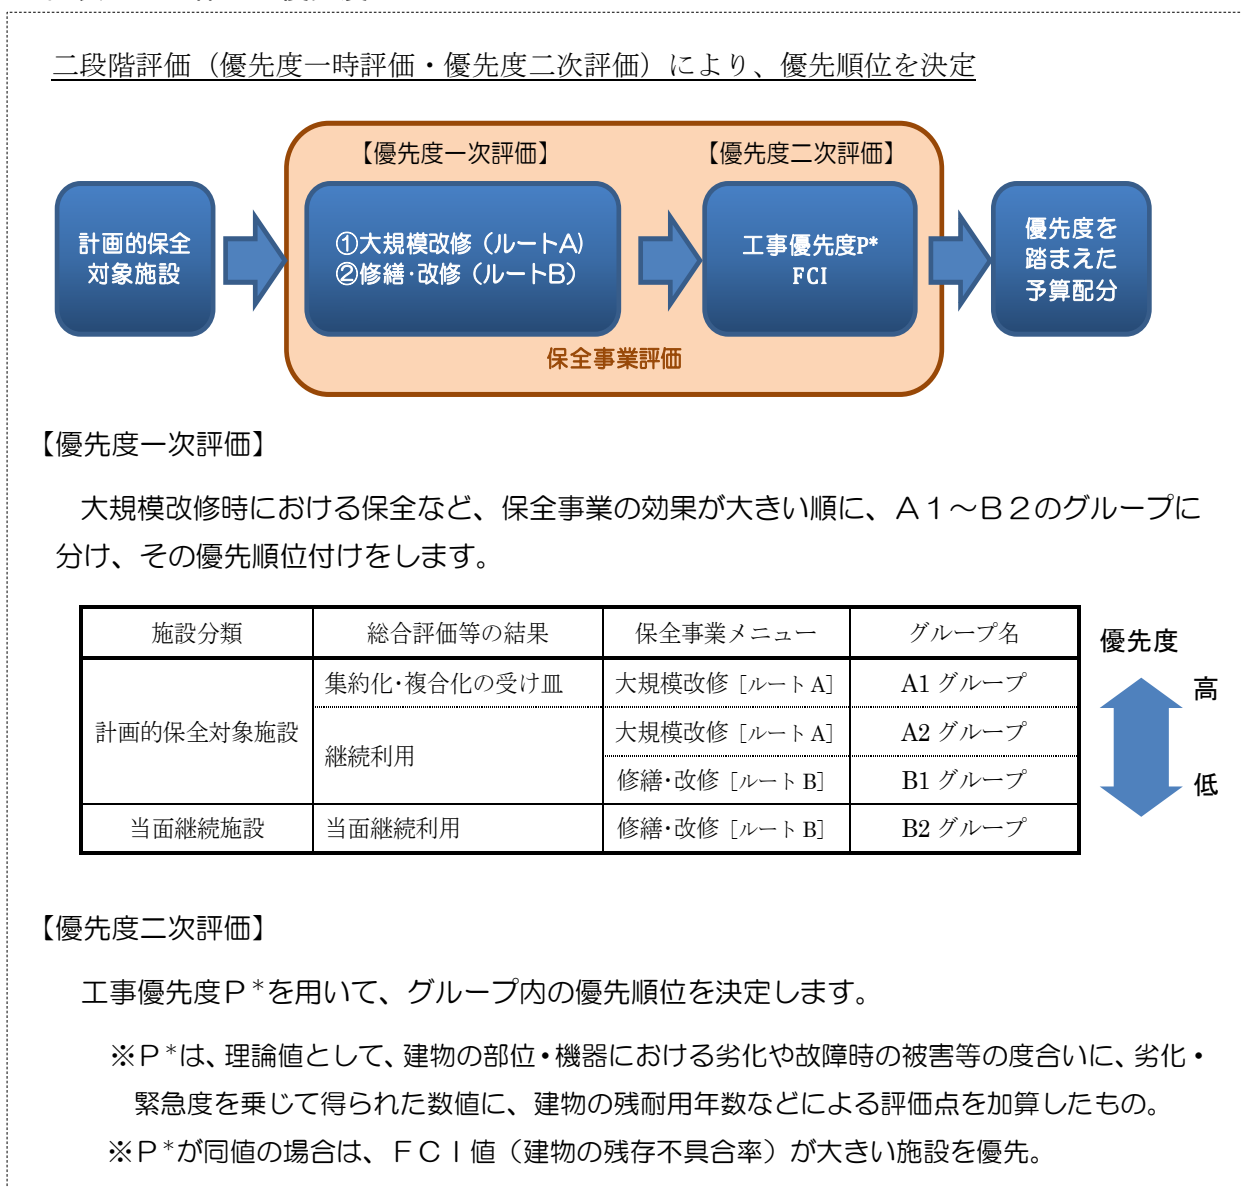 二段階評価（優先度一時評価・優先度二次評価）により、優先順位を決定
【優先度一次評価】
【優先度二次評価】
計画的保全
対象施設
①大規模改修（ルートA）
②修繕・改修（ルートB）
工事優先度P*
FCI
優先度を
踏まえた
予算配分
保全事業評価
【優先度一次評価】
大規模改修時における保全など、保全事業の効果が大きい順に、Ａ１～Ｂ２のグループに
分け、その優先順位付けをします。
施設分類 総合評価等の結果 保全事業メニュー グループ名
優先度
計画的保全対象施設 集約化・複合化の受け皿 大規模改修［ルートA］ A1 グループ
高
継続利用 大規模改修［ルートA］ A2 グループ
修繕・改修［ルートB］ B1 グループ
低
当面継続施設 当面継続利用 修繕・改修［ルートB］ B2 グループ
【優先度二次評価】
工事優先度Ｐ*を用いて、グループ内の優先順位を決定します。
※Ｐ*は、理論値として、建物の部位・機器における劣化や故障時の被害等の度合いに、劣化・
緊急度を乗じて得られた数値に、建物の残耐用年数などによる評価点を加算したもの。
※Ｐ*が同値の場合は、ＦＣＩ値（建物の残存不具合率）が大きい施設を優先。